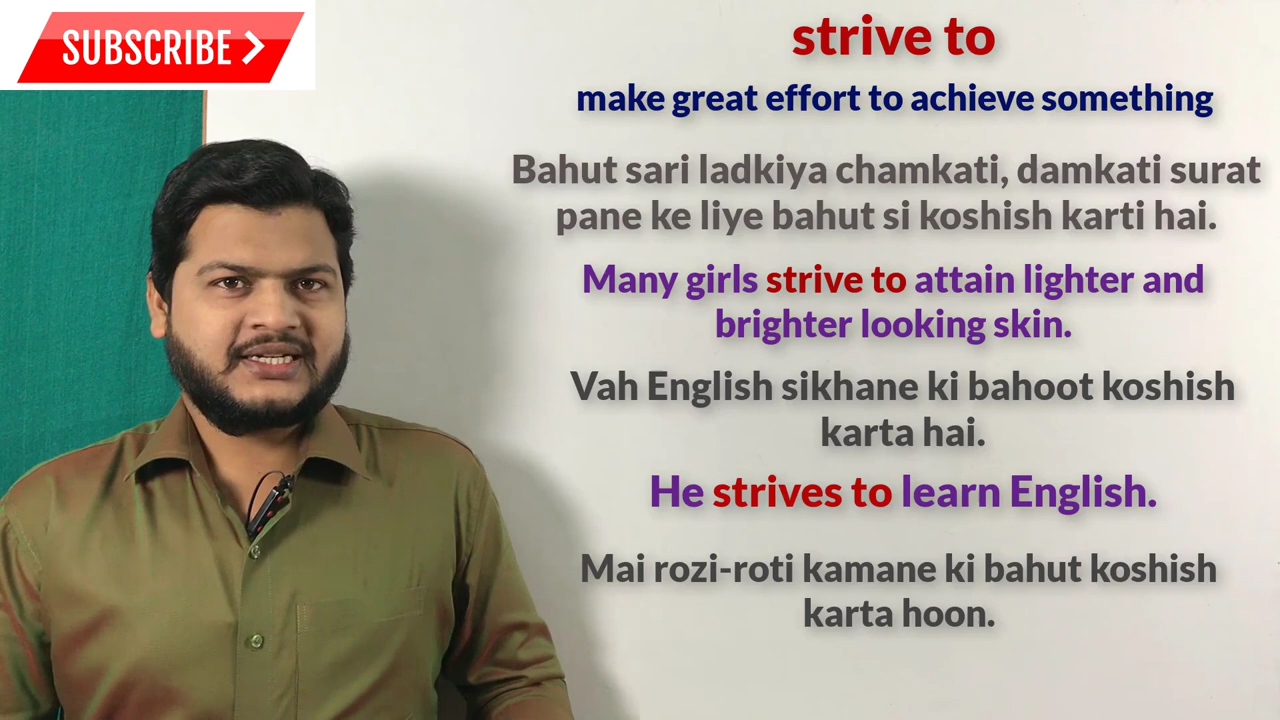 SUBSCRIBE
strive to
make great effort to achieve something
Bahut sari ladkiya chamkati, damkati surat
pane ke liye bahut si koshish karti hai.
Many girls strive to attain lighter and
brighter looking skin.
Vah English sikhane ki bahoot koshish
karta hai.
He strives to learn English.
Mai rozi-roti kamane ki bahut koshish
karta hoon.